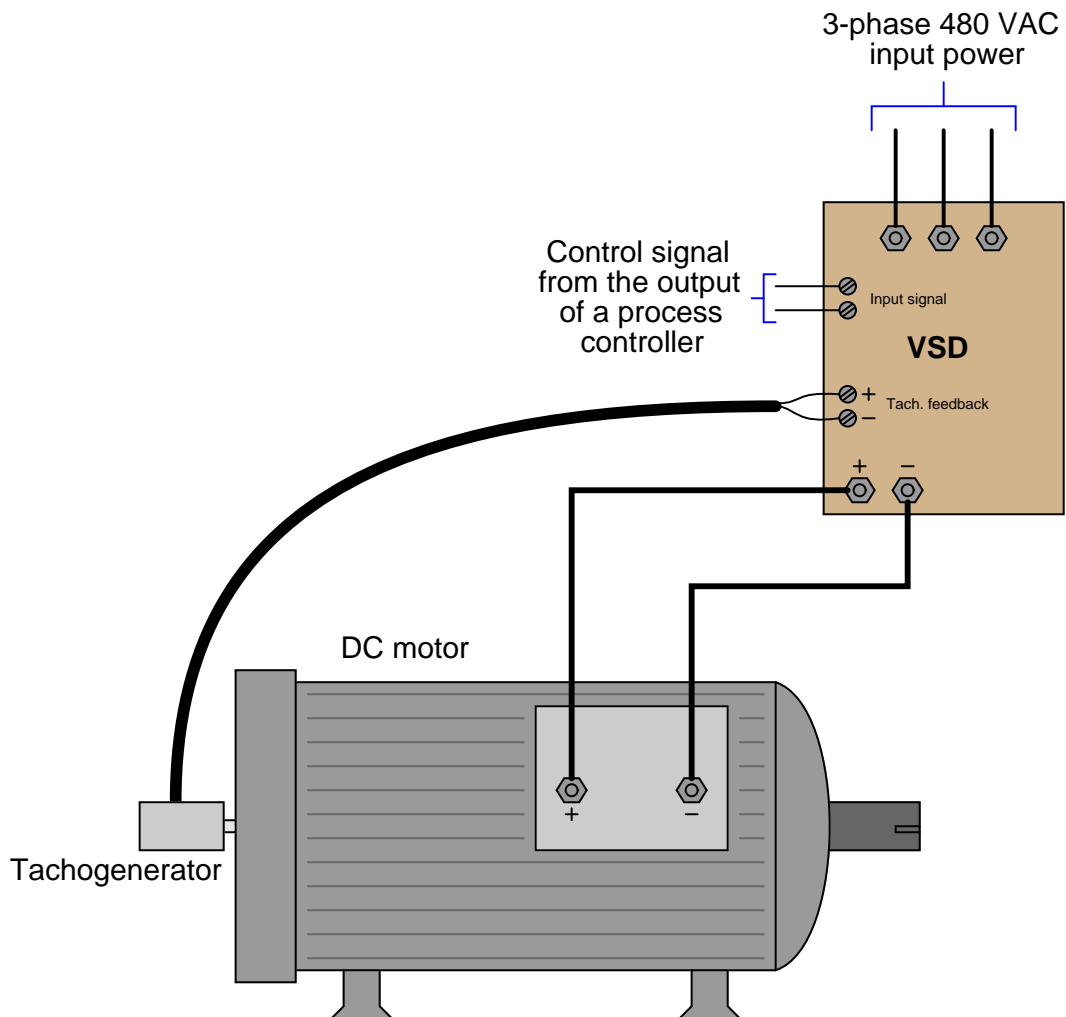 3-phase 480 VAC
input power
Control signal
from the output
of a process
controller
Input signal
VSD
+
Tach. feedback
−
+ −
DC motor
+ −
Tachogenerator